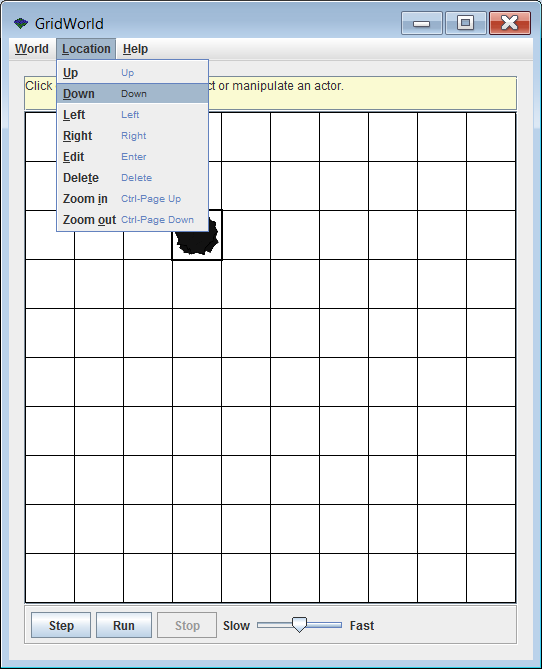 GridWorld
World Location Help
Click
ct or manipulate an actor.
Up Up
Down Down
Left Left
Right Right
Edit Enter
Delete Delete
Zoom in Ctrl-Page Up
Zoom out Ctrl-Page Down
Step Run Stop Slow Fast